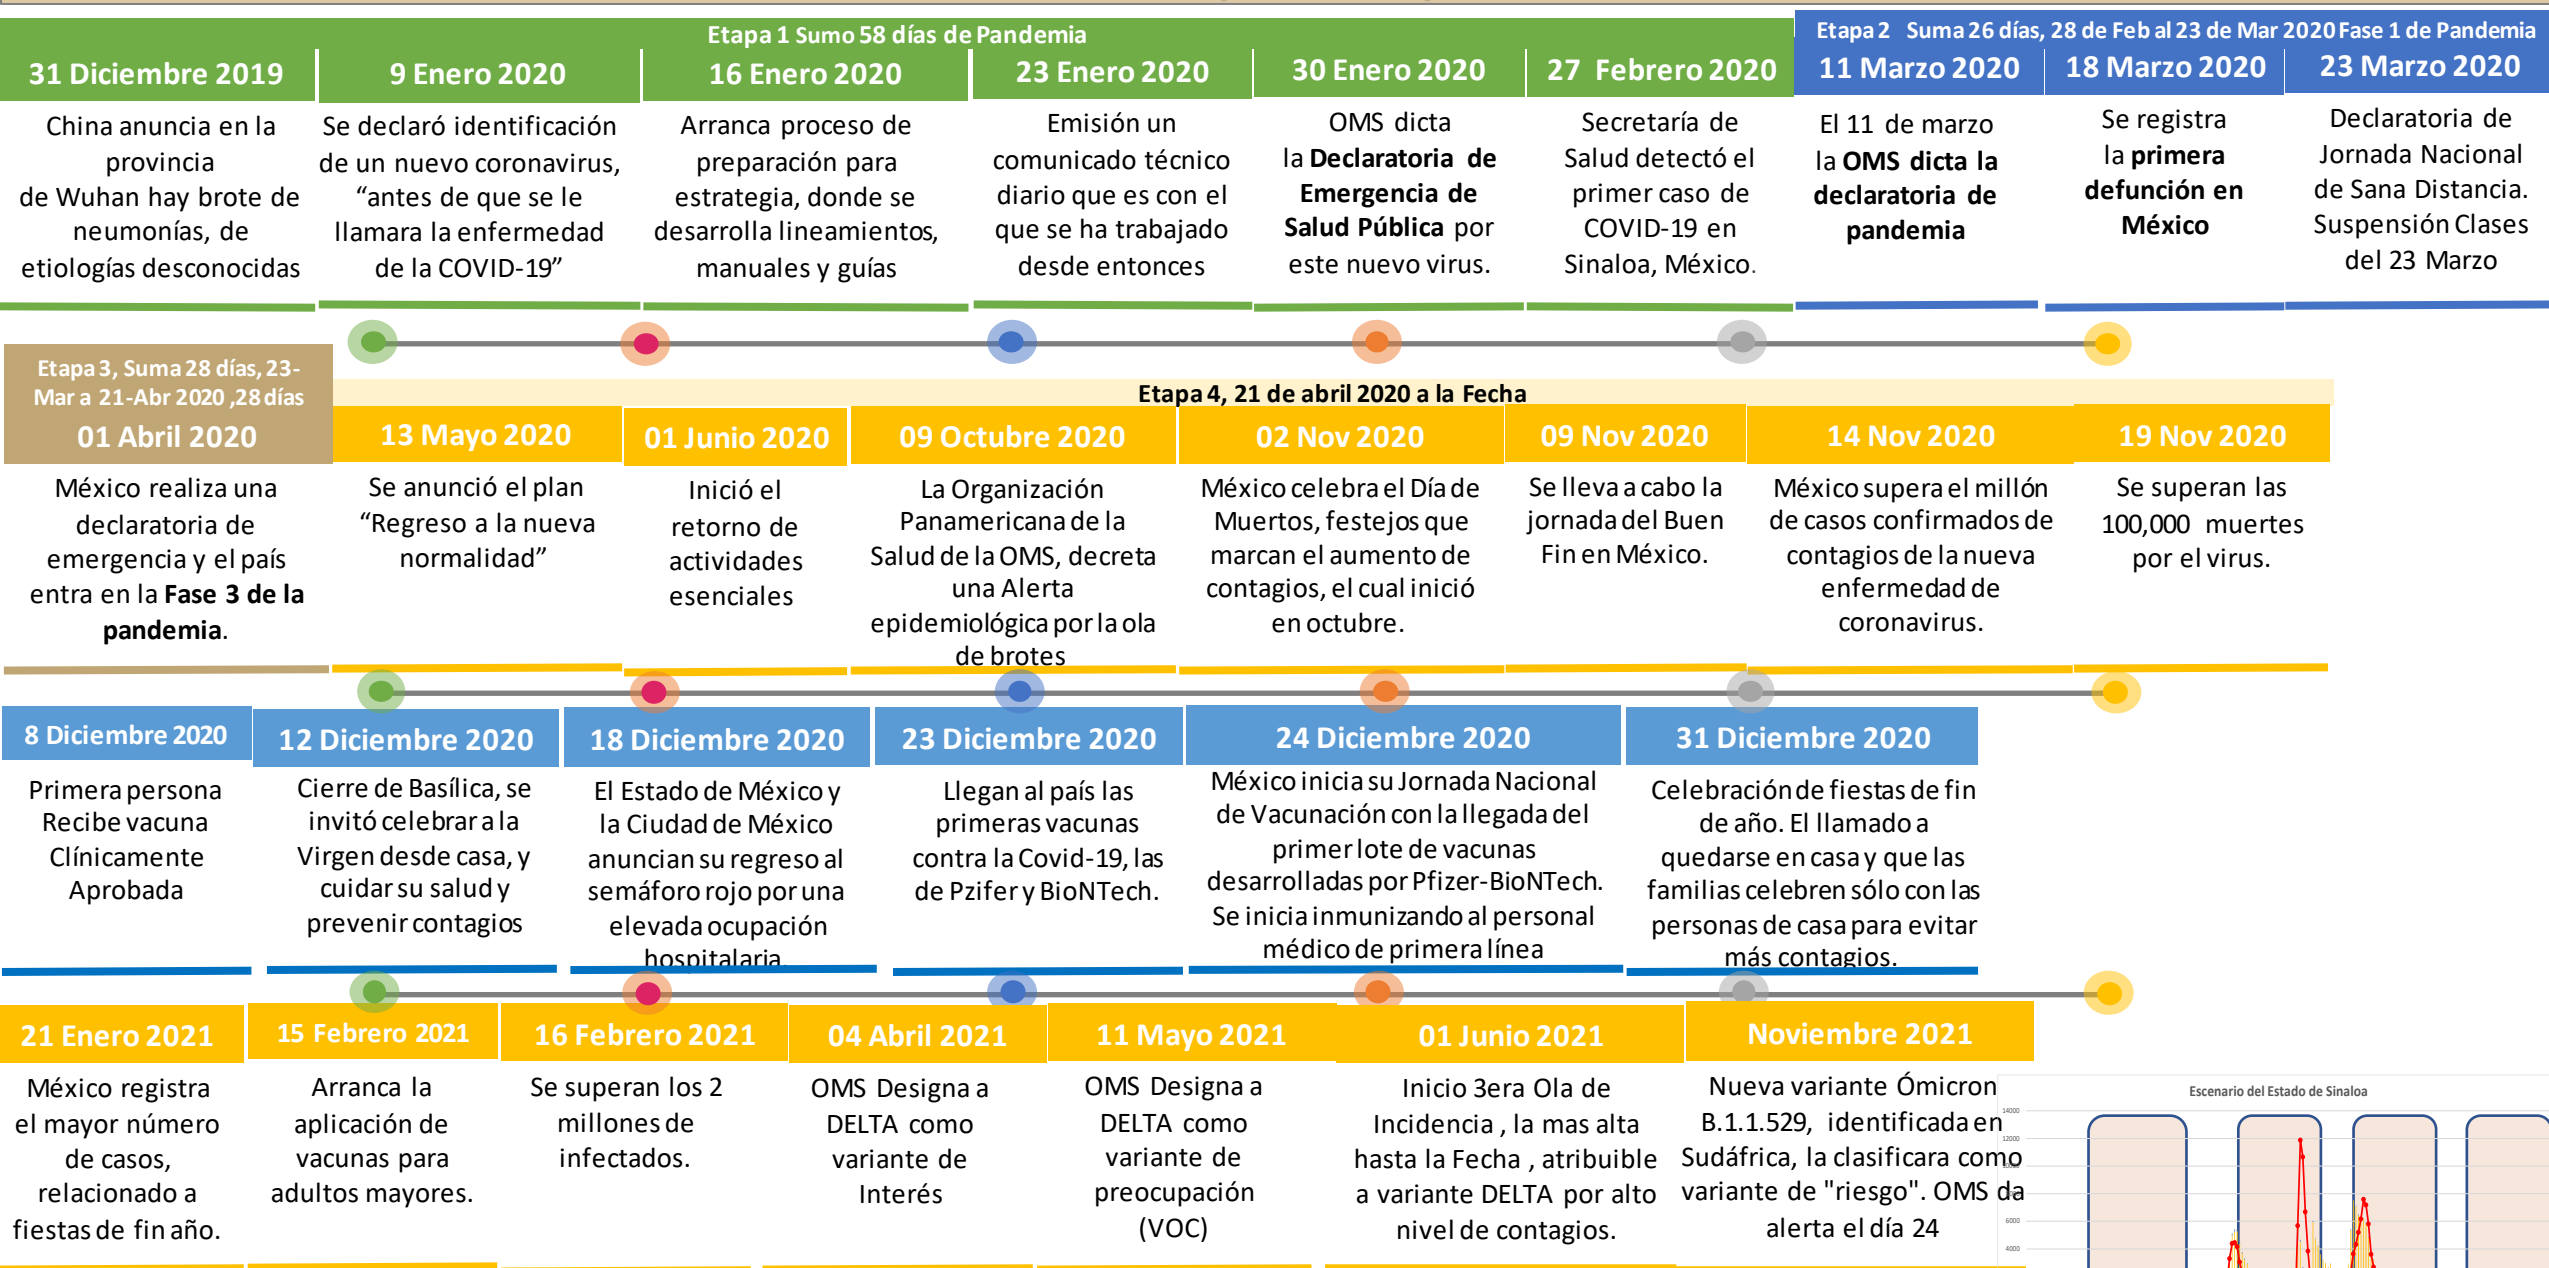 Etapa 1 Sumo 58 días de Pandemia
Etapa 2 Suma 26 días, 28 de Feb al 23 de Mar 2020 Fase 1 de Pandemia
31 Diciembre 2019
China anuncia en la
provincia
de Wuhan hay brote de
neumonías, de
etiologías desconocidas
9 Enero 2020
Se declaró identificación
de un nuevo coronavirus,
“antes de que se le
llamara la enfermedad
de la COVID-19”
16 Enero 2020
Arranca proceso de
preparación para
estrategia, donde se
desarrolla lineamientos,
manuales y guías
23 Enero 2020
Emisión un
comunicado técnico
diario que es con el
que se ha trabajado
desde entonces
30 Enero 2020
OMS dicta
la Declaratoria de
Emergencia de
Salud Pública por
este nuevo virus.
27 Febrero 2020
Secretaría de
Salud detectó el
primer caso de
COVID-19 en
Sinaloa, México.
11 Marzo 2020
El 11 de marzo
la OMS dicta la
declaratoria de
pandemia
18 Marzo 2020
Se registra
la primera
defunción en
México
23 Marzo 2020
Declaratoria de
Jornada Nacional
de Sana Distancia.
Suspensión Clases
del 23 Marzo
Etapa 3, Suma 28 días, 23-
Mar a 21-Abr 2020 ,28 días
01 Abril 2020
México realiza una
declaratoria de
emergencia y el país
entra en la Fase 3 de la
pandemia.
Etapa 4, 21 de abril 2020 a la Fecha
13 Mayo 2020
Se anunció el plan
“Regreso a la nueva
normalidad”
01 Junio 2020
Inició el
retorno de
actividades
esenciales
09 Octubre 2020
La Organización
Panamericana de la
Salud de la OMS, decreta
una Alerta
epidemiológica por la ola
de brotes
02 Nov 2020
México celebra el Día de
Muertos, festejos que
marcan el aumento de
contagios, el cual inició
en octubre.
09 Nov 2020
Se lleva a cabo la
jornada del Buen
Fin en México.
14 Nov 2020
México supera el millón
de casos confirmados de
contagios de la nueva
enfermedad de
coronavirus.
19 Nov 2020
Se superan las
100,000 muertes
por el virus.
8 Diciembre 2020
Primera persona
Recibe vacuna
Clínicamente
Aprobada
12 Diciembre 2020
Cierre de Basílica, se
invitó celebrar a la
Virgen desde casa, y
cuidar su salud y
prevenir contagios
18 Diciembre 2020
El Estado de México y
la Ciudad de México
anuncian su regreso al
semáforo rojo por una
elevada ocupación
hospitalaria.
23 Diciembre 2020
Llegan al país las
primeras vacunas
contra la Covid-19, las
de Pzifer y BioNTech.
24 Diciembre 2020
México inicia su Jornada Nacional
de Vacunación con la llegada del
primer lote de vacunas
desarrolladas por Pfizer-BioNTech.
Se inicia inmunizando al personal
médico de primera línea
31 Diciembre 2020
Celebración de fiestas de fin
de año. El llamado a
quedarse en casa y que las
familias celebren sólo con las
personas de casa para evitar
más contagios.
21 Enero 2021
México registra
el mayor número
de casos,
relacionado a
fiestas de fin año.
15 Febrero 2021
Arranca la
aplicación de
vacunas para
adultos mayores.
16 Febrero 2021
Se superan los 2
millones de
infectados.
04 Abril 2021
OMS Designa a
DELTA como
variante de
Interés
11 Mayo 2021
OMS Designa a
DELTA como
variante de
preocupación
(VOC)
01 Junio 2021
Inicio 3era Ola de
Incidencia , la mas alta
hasta la Fecha , atribuible
a variante DELTA por alto
nivel de contagios.
Noviembre 2021
Nueva variante Ómicron
B.1.1.529, identificada en
Sudáfrica, la clasificara como
variante de "riesgo". OMS da
alerta el día 24
Escenario del Estado de Sinaloa
14000
12000
6000
4000